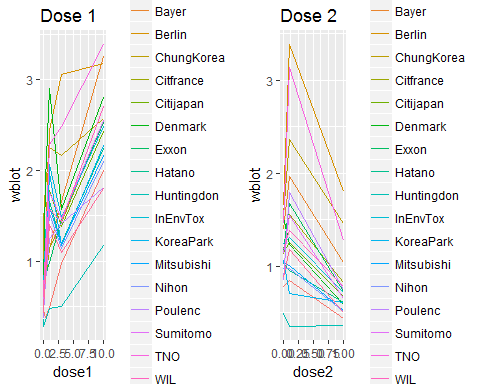 Dose 1
wblot
3
2
1
0.02.55.07.510.0
dose1
Bayer
Berlin
ChungKorea
Citfrance
Citijapan
Denmark
Exxon
Hatano
Huntingdon
InEnvTox
KoreaPark
Mitsubishi
Nihon
Poulenc
Sumitomo
TNO
WIL
Dose 2
wblot
3
2
1
0.000.250.500.751.00
dose2
Bayer
Berlin
ChungKorea
Citfrance
Citijapan
Denmark
Exxon
Hatano
Huntingdon
InEnvTox
KoreaPark
Mitsubishi
Nihon
Poulenc
Sumitomo
TNO
WIL